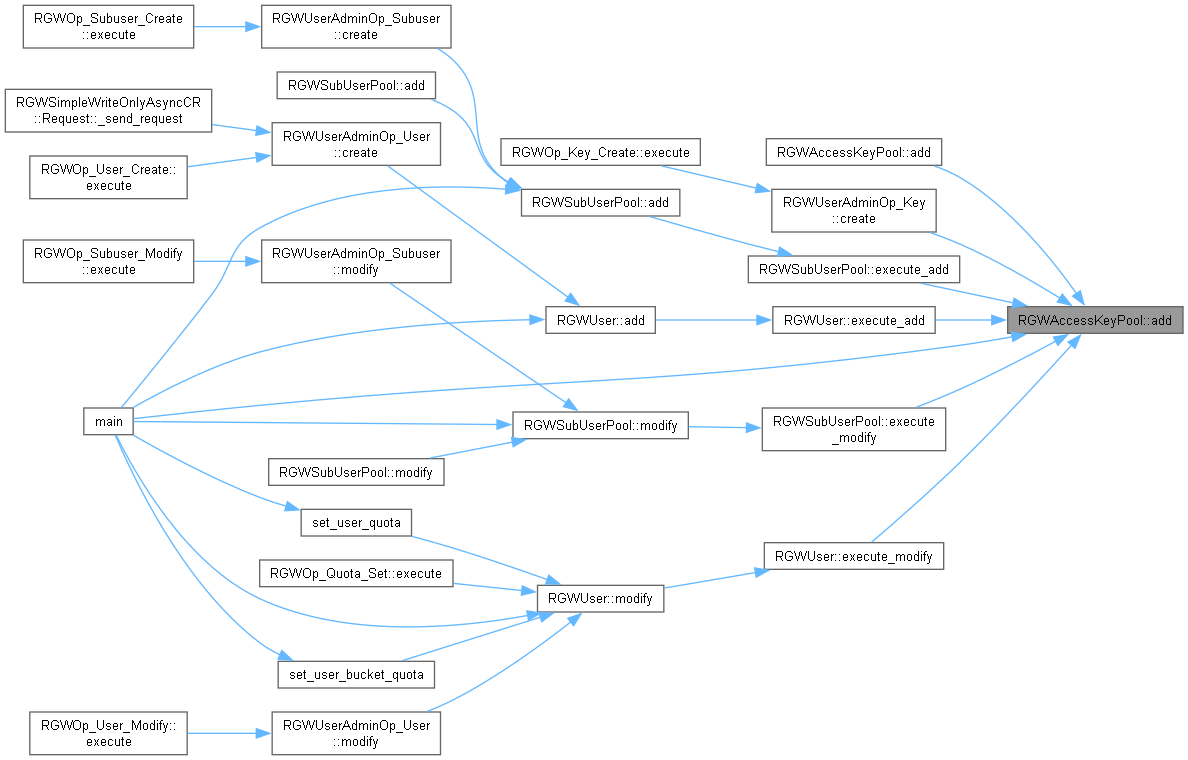 RGWOp_Subuser_Create
::execute
RGWUserAdminOp_Subuser
::create
RGWSubUserPool::add
RGWSimpleWriteOnlyAsyncCR
::Request::_send_request
RGWUserAdminOp_User
::create
RGWOp_User_Create::
execute
RGWOp_Key_Create::execute
RGWAccessKeyPool::add
RGWSubUserPool::add
RGWUserAdminOp_Key
::create
RGWOp_Subuser_Modify
::execute
RGWUserAdminOp_Subuser
::modify
RGWSubUserPool::execute_add
RGWUser::add
RGWUser::execute_add
RGWAccessKeyPool::add
main
RGWSubUserPool::modify
RGWSubUserPool::execute
_modify
RGWSubUserPool::modify
set_user_quota
RGWOp_Quota_Set::execute
RGWUser::execute_modify
RGWUser::modify
set_user_bucket_quota
RGWOp_User_Modify::
execute
RGWUserAdminOp_User
::modify